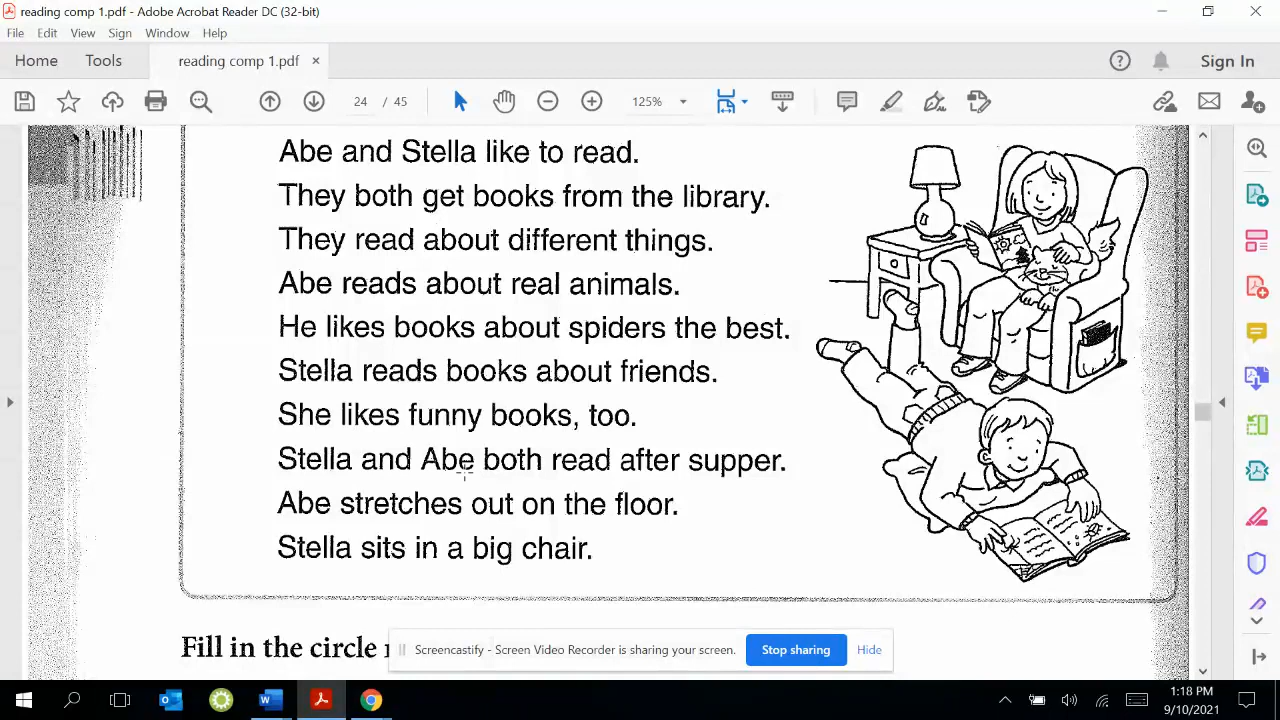 reading comp 1.pdf - Adobe Acrobat Reader DC (32-bit)
File Edit View Sign Window Help
Home Tools reading comp 1.pdf × Sign In
24 / 45 125%
Abe and Stella like to read.
They both get books from the library.
They read about different things.
Abe reads about real animals.
He likes books about spiders the best.
Stella reads books about friends.
She likes funny books, too.
Stella and Abe both read after supper.
Abe stretches out on the floor.
Stella sits in a big chair.
Fill in the circle
Screencastify - Screen Video Recorder is sharing your screen. Stop sharing Hide
1:18 PM
9/10/2021